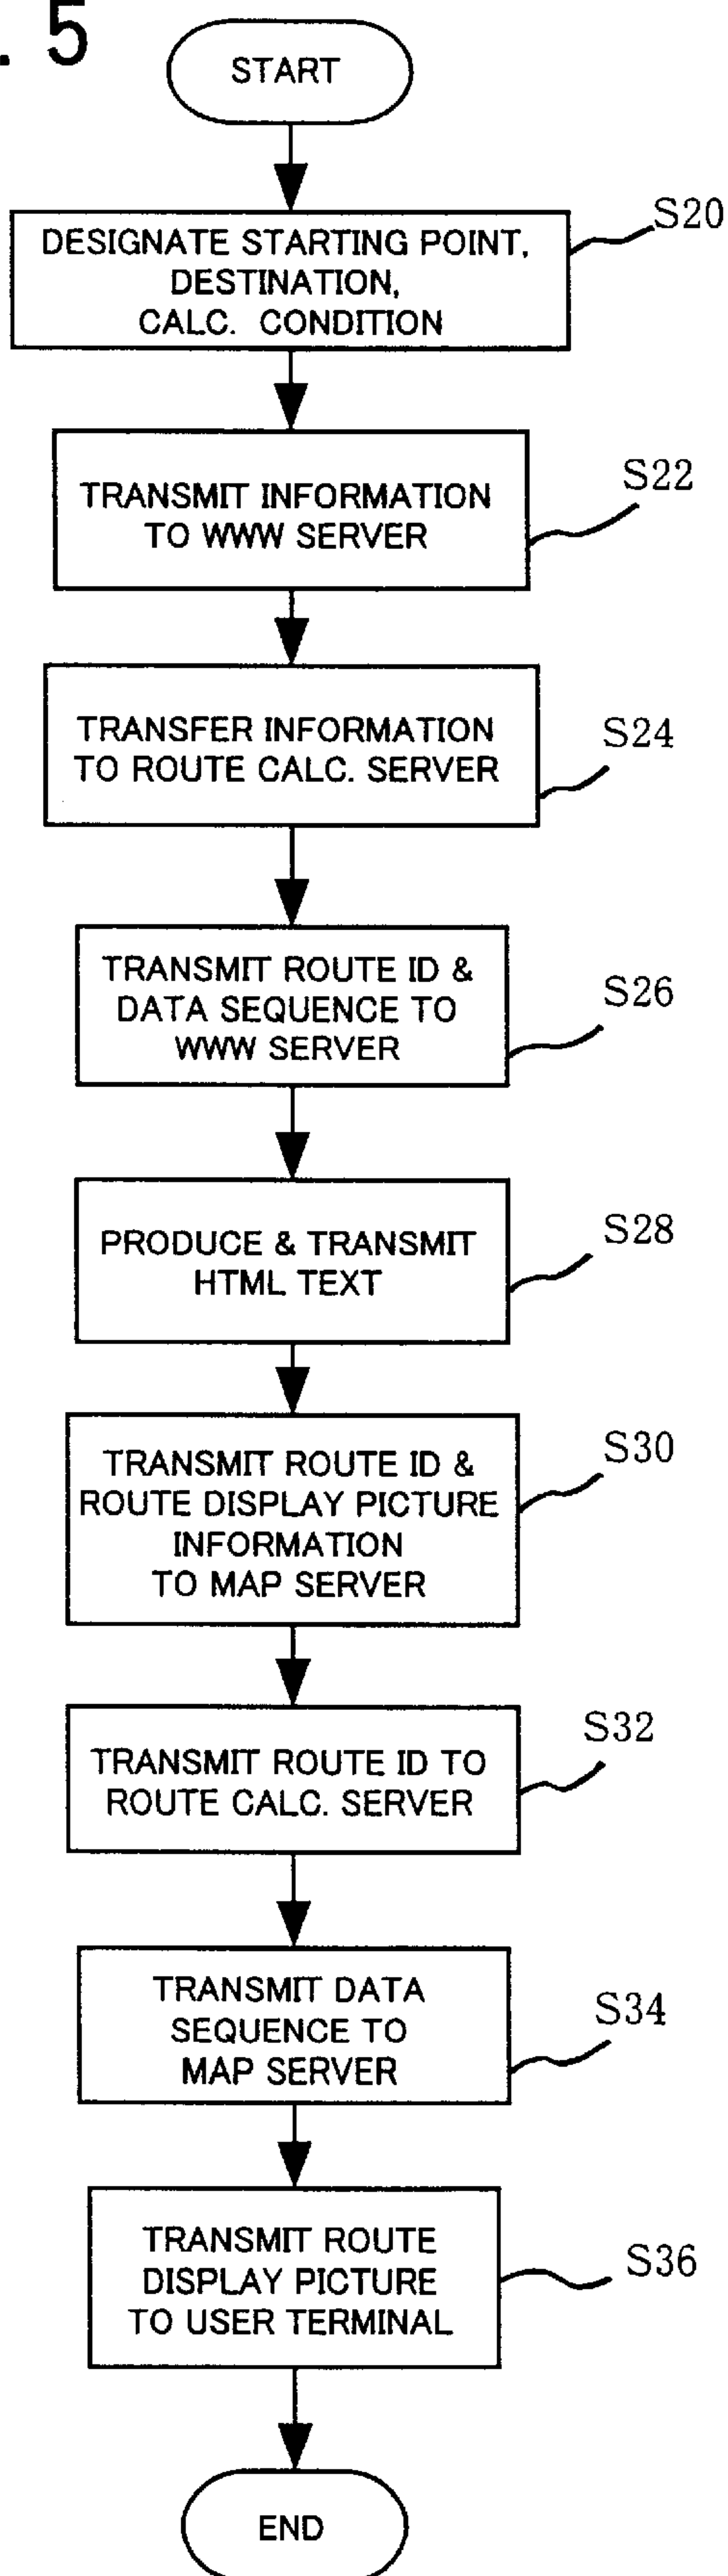 . 5
START
S20
DESIGNATE STARTING POINT,
DESTINATION,
CALC. CONDITION
S22
TRANSMIT INFORMATION
TO WWW SERVER
S24
TRANSFER INFORMATION
TO ROUTE CALC. SERVER
S26
TRANSMIT ROUTE ID &
DATA SEQUENCE TO
WWW SERVER
S28
PRODUCE & TRANSMIT
HTML TEXT
S30
TRANSMIT ROUTE ID &
ROUTE DISPLAY PICTURE
INFORMATION
TO MAP SERVER
S32
TRANSMIT ROUTE ID TO
ROUTE CALC. SERVER
S34
TRANSMIT DATA
SEQUENCE TO
MAP SERVER
S36
TRANSMIT ROUTE
DISPLAY PICTURE
TO USER TERMINAL
END